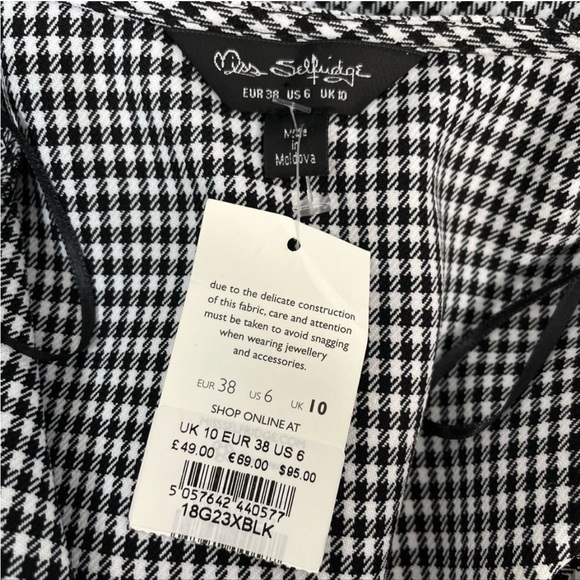 Miss Selfridge
EUR 38 US 6 UK 10
Made
in
Moldova
due to the delicate construction
of this fabric, care and attention
must be taken to avoid snagging
when wearing jewellery
and accessories.
EUR 38 US 6 UK 10
SHOP ONLINE AT
MISSSELFRIDGE.COM
UK 10 EUR 38 US 6
£49.00 €69.00 $95.00
5 057642 440577
18G23XBLK